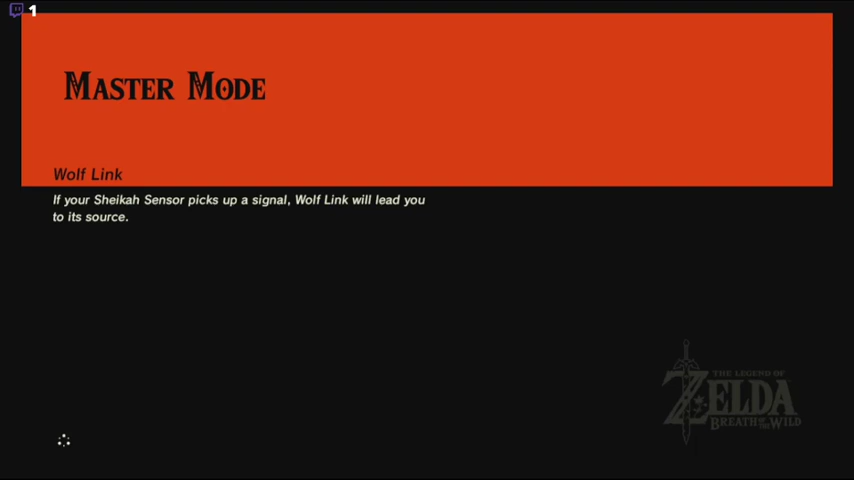 1
Master Mode
Wolf Link
If your Sheikah Sensor picks up a signal, Wolf Link will lead you
to its source.
THE LEGEND OF
ZELDA
BREATH OF THE WILD